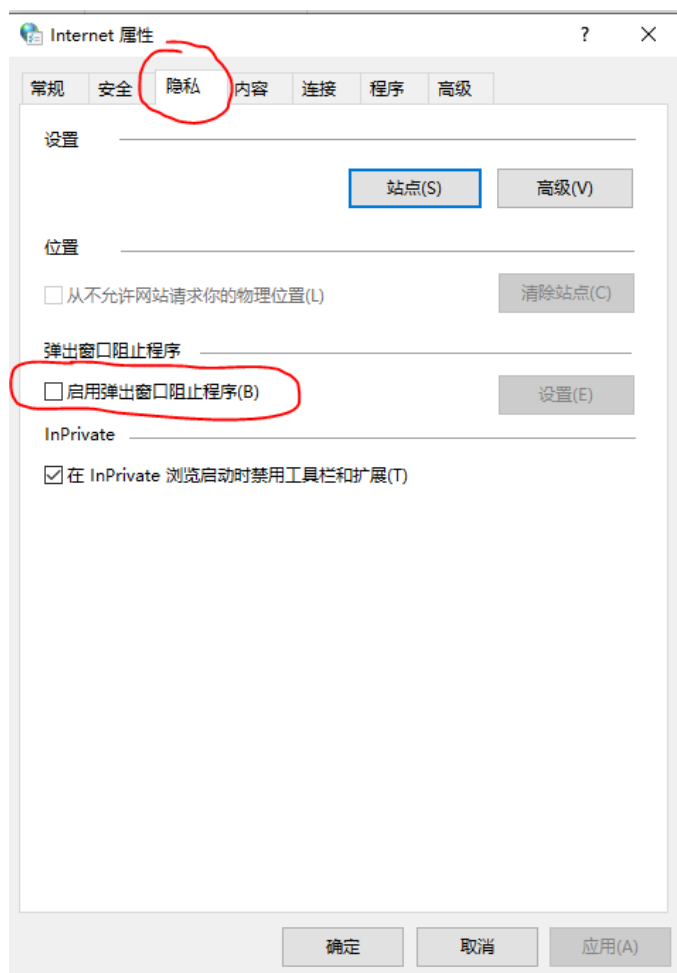 Internet 属性 ? ×
常规 安全 隐私 内容 连接 程序 高级
设置
站点(S) 高级(V)
位置
从不允许网站请求你的物理位置(L) 清除站点(C)
弹出窗口阻止程序
启用弹出窗口阻止程序(B) 设置(E)
InPrivate
在 InPrivate 浏览启动时禁用工具栏和扩展(T)
确定 取消 应用(A)